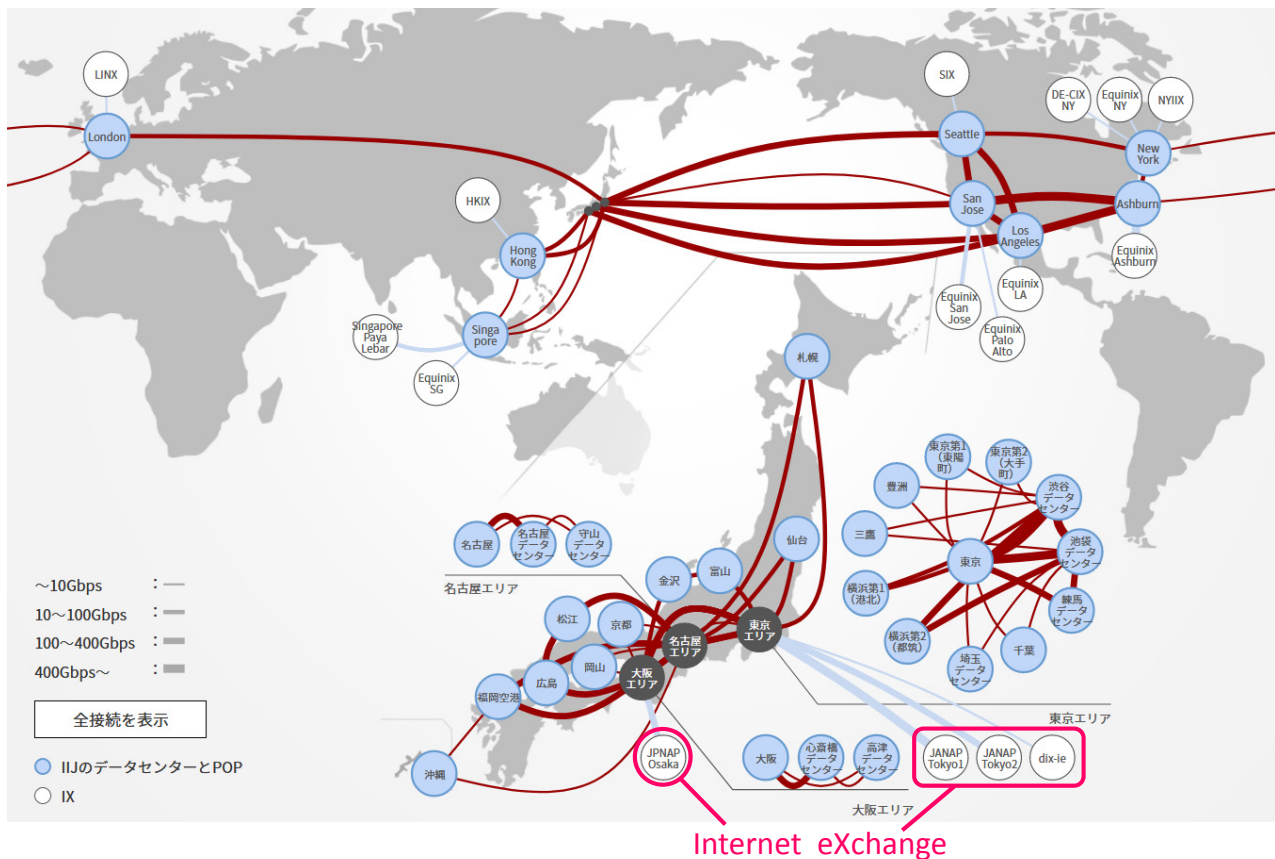 LINX
London
HKIX
Hong
Kong
Singapore
Paya
Lebar
Singa
pore
Equinix
SG
SIX
DE-CIX
NY
Equinix
NY
NYIIX
Seattle
New
York
San
Jose
Ashburn
Los
Angeles
Equinix
Ashburn
Equinix
LA
Equinix
San
Jose
Equinix
Palo
Alto
札幌
仙台
富山
金沢
名古屋
名古屋
データ
センター
守山
データ
センター
名古屋エリア
松江
京都
岡山
広島
福岡空港
沖縄
名古屋
エリア
東京
エリア
大阪
エリア
東京第1
(東陽
町)
東京第2
(大手
町)
豊洲
渋谷
データ
センター
三鷹
東京
池袋
データ
センター
横浜第1
(港北)
練馬
データ
センター
横浜第2
(都筑)
埼玉
データ
センター
千葉
東京エリア
JPNAP
Osaka
大阪
心斎橋
データ
センター
高津
データ
センター
大阪エリア
JANAP
Tokyo1
JANAP
Tokyo2
dix-ie
～10Gbps :
10～100Gbps :
100～400Gbps :
400Gbps～ :
全接続を表示
IIJのデータセンターとPOP
IX
Internet eXchange